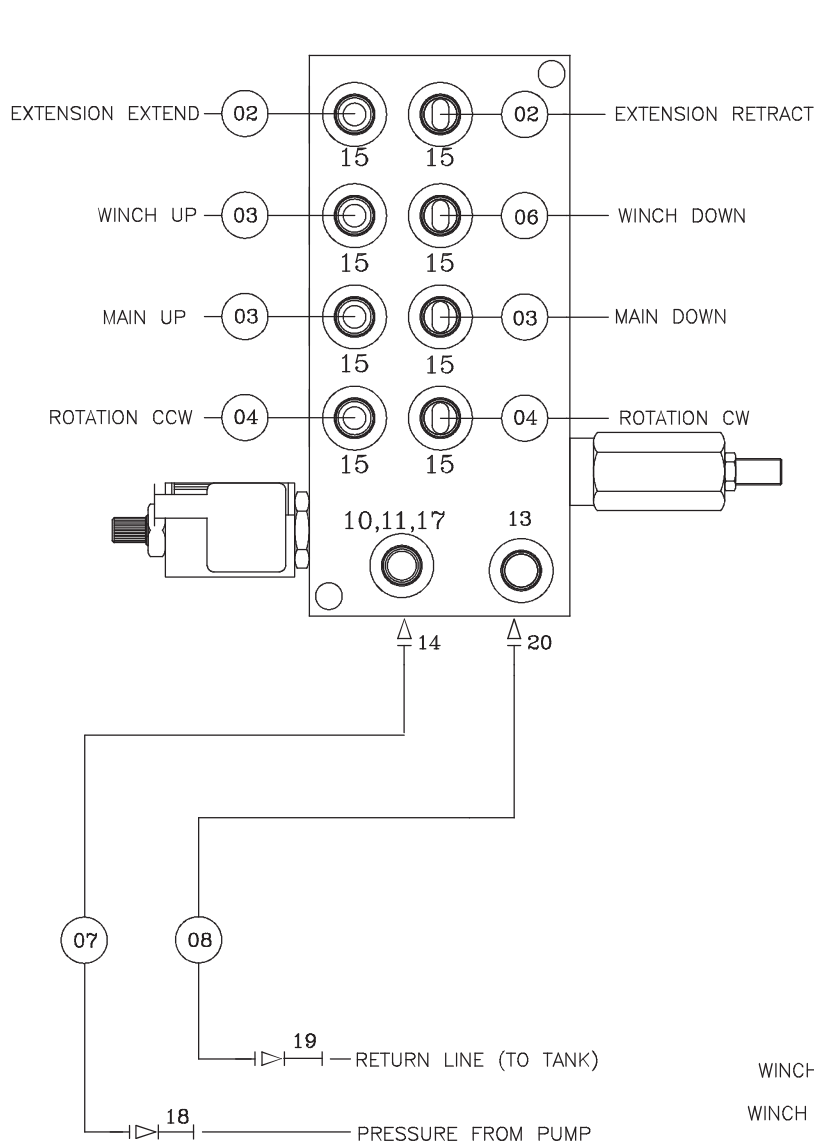 EXTENSION EXTEND 02 02 EXTENSION RETRACT
15 15
WINCH UP 03 06 WINCH DOWN
15 15
MAIN UP 03 03 MAIN DOWN
15 15
ROTATION CCW 04 04 ROTATION CW
15 15
10,11,17 13
14 20
07 08
19
RETURN LINE (TO TANK)
WINCH
WINCH
18
PRESSURE FROM PUMP